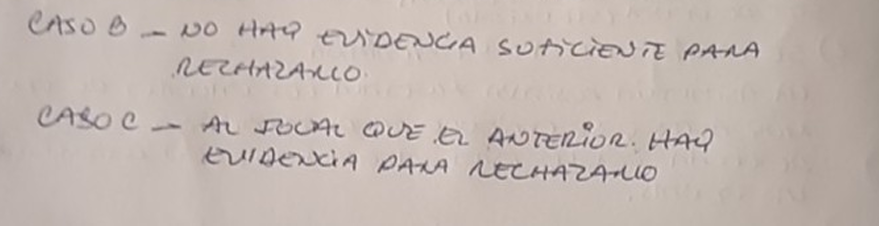 CASO B - NO HAY EVIDENCIA SUFICIENTE PARA
RECHAZARLO.
CASO C - AL IGUAL QUE EL ANTERIOR. HAY
EVIDENCIA PARA RECHAZARLO